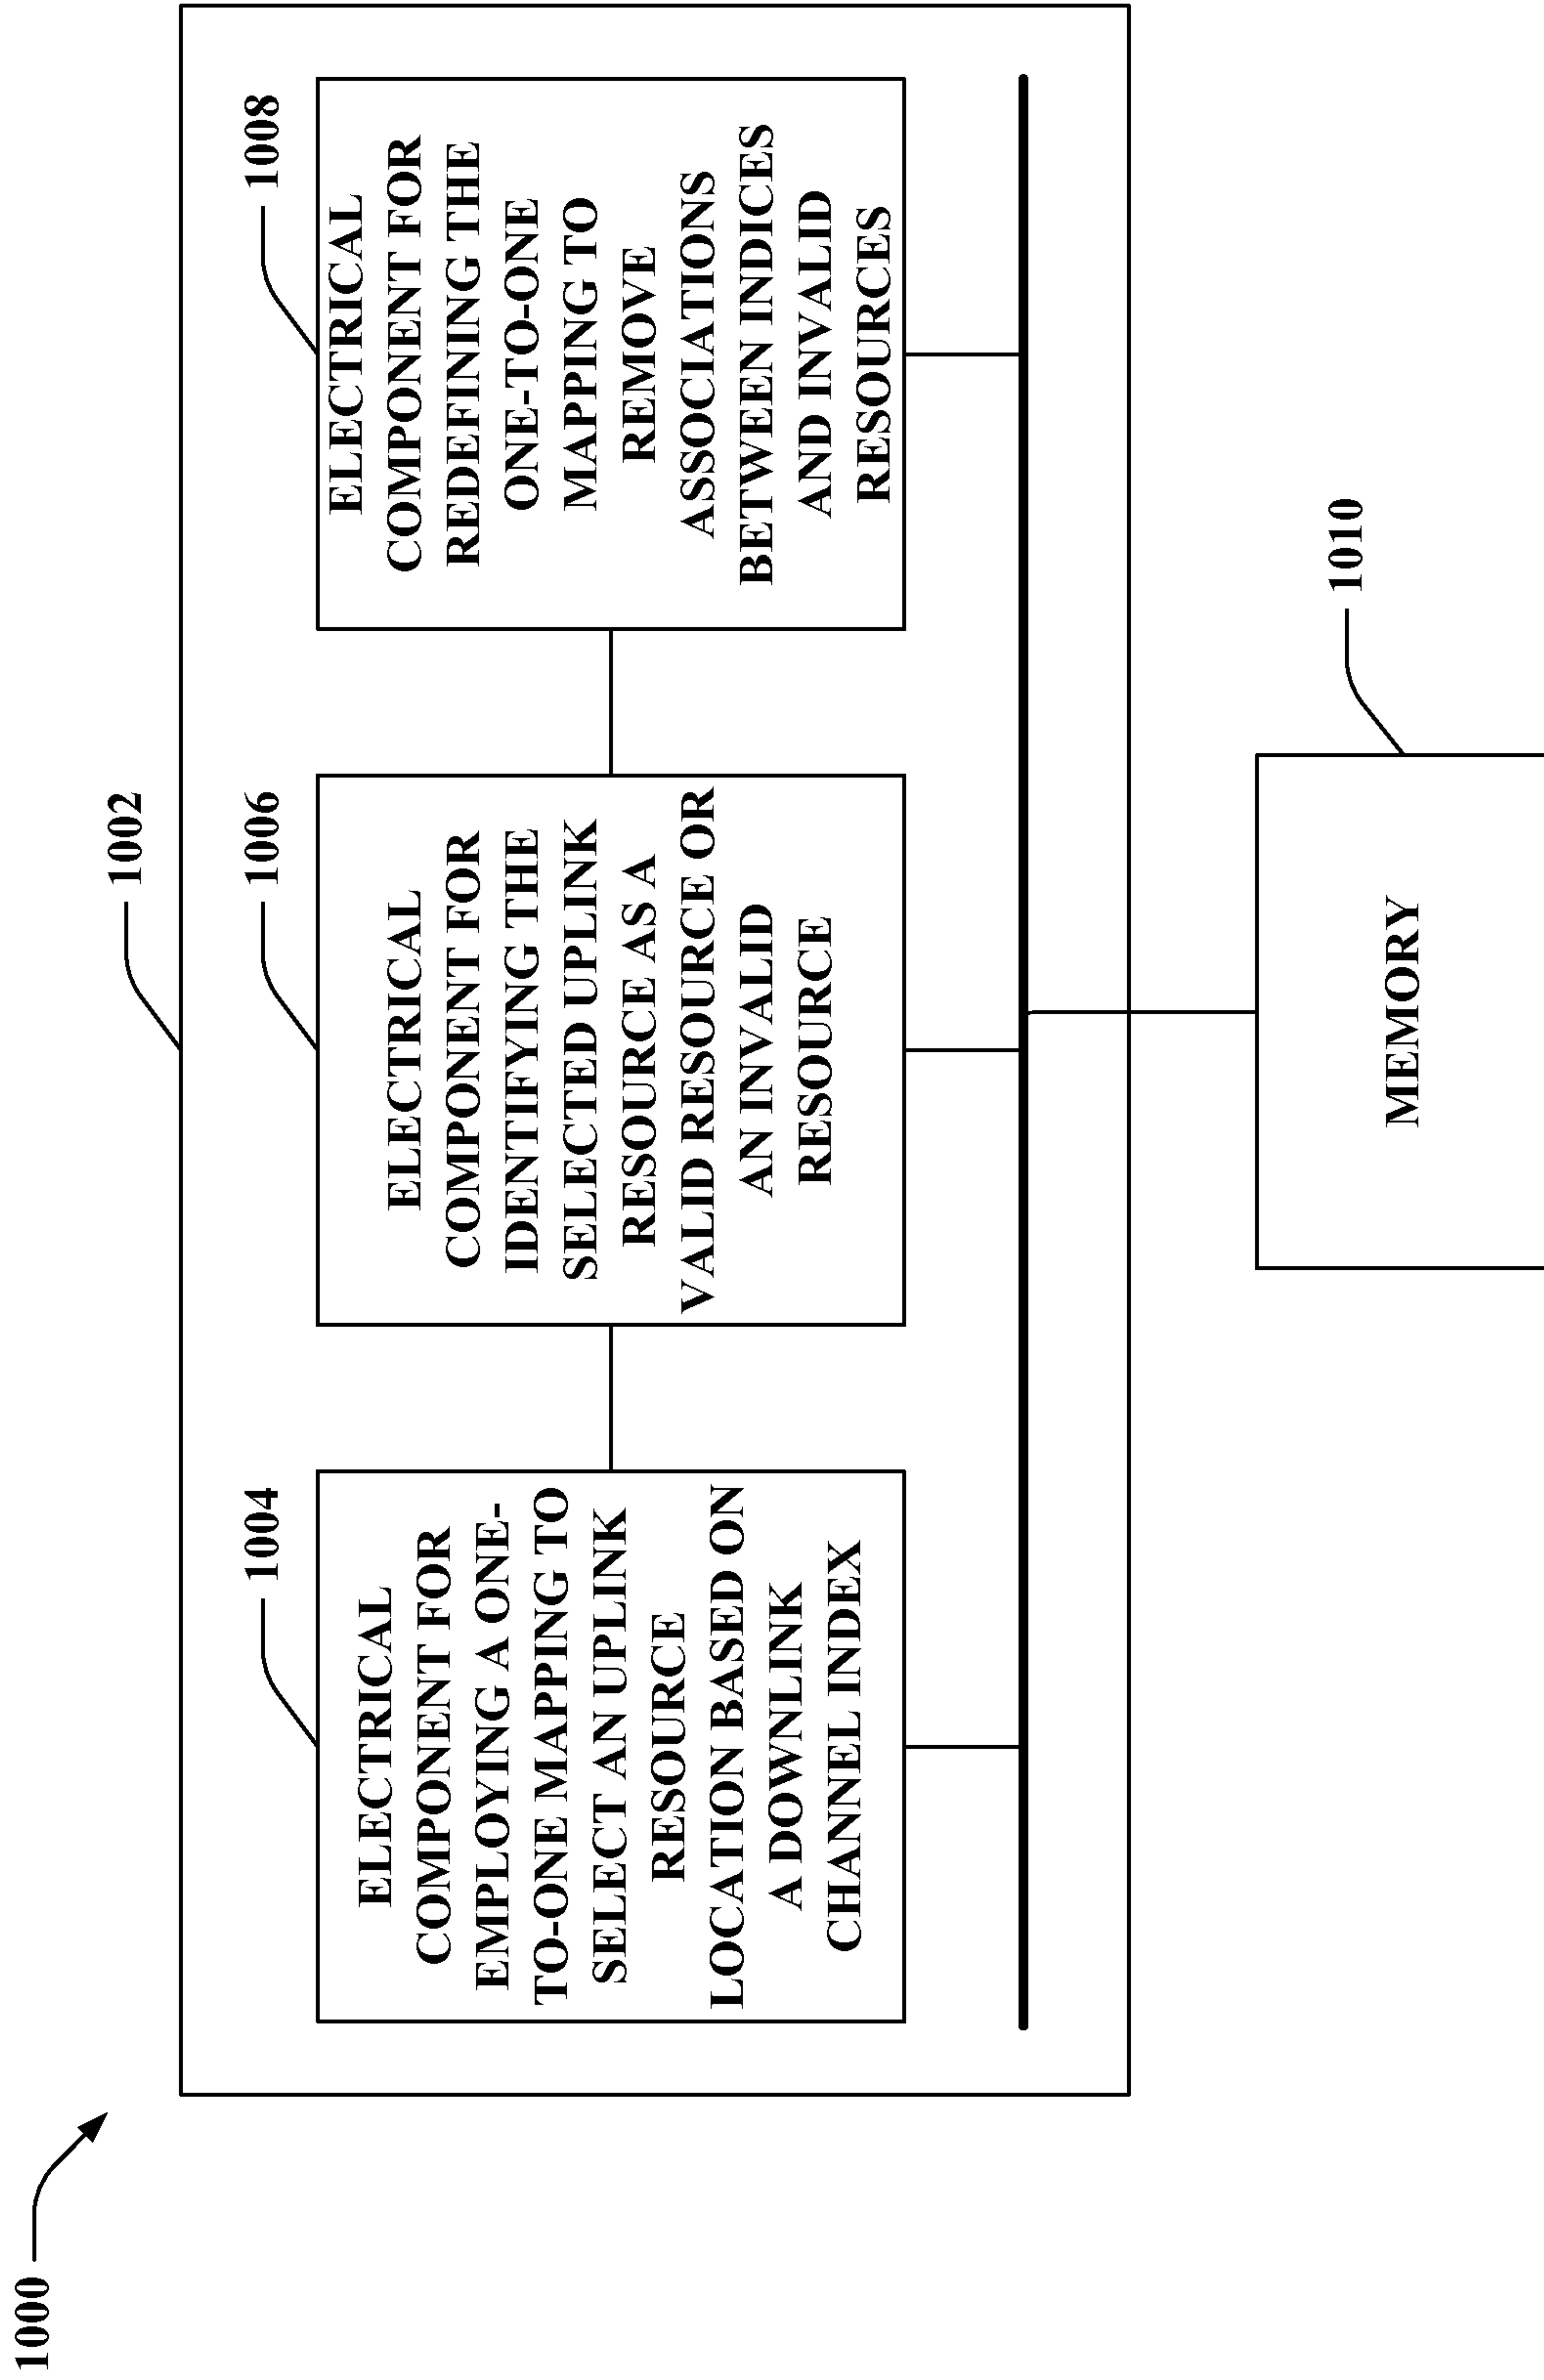 1000
1002
1004
ELECTRICAL
COMPONENT FOR
EMPLOYING A ONE-
TO-ONE MAPPING TO
SELECT AN UPLINK
RESOURCE
LOCATION BASED ON
A DOWNLINK
CHANNEL INDEX
1006
ELECTRICAL
COMPONENT FOR
IDENTIFYING THE
SELECTED UPLINK
RESOURCE AS A
VALID RESOURCE OR
AN INVALID
RESOURCE
1008
ELECTRICAL
COMPONENT FOR
REDEFINING THE
ONE-TO-ONE
MAPPING TO
REMOVE
ASSOCIATIONS
BETWEEN INDICES
AND INVALID
RESOURCES
1010
MEMORY